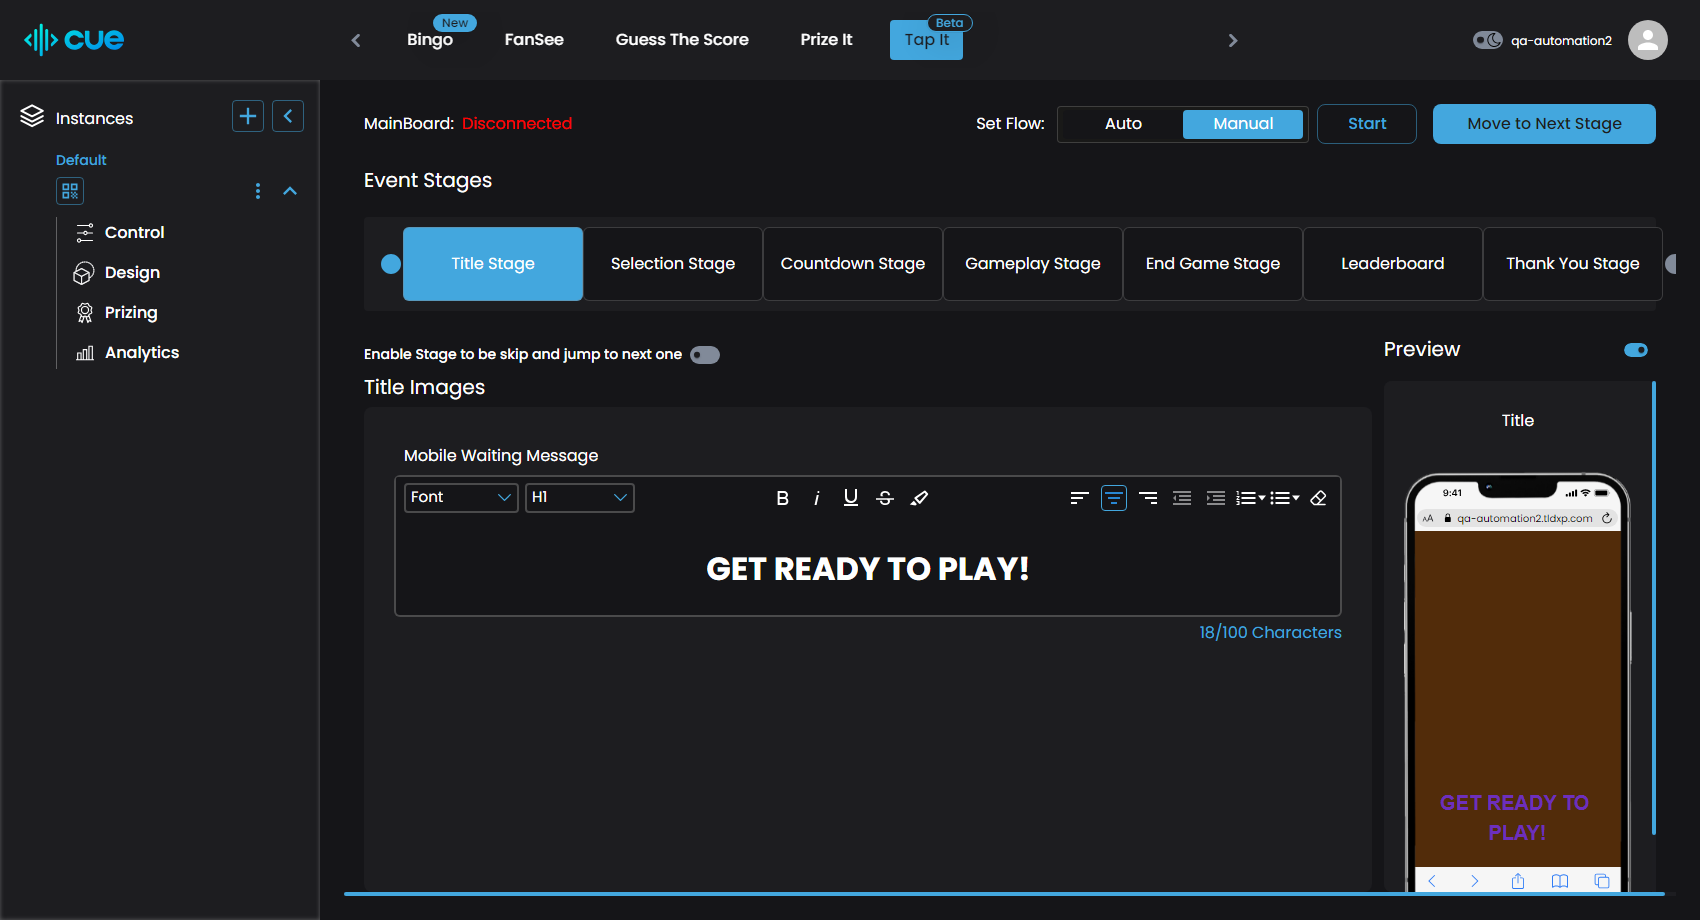 cue
New
Bingo
FanSee
Guess The Score
Prize It
Beta
Tap It
qa-automation2
Instances
Default
Control
Design
Prizing
Analytics
MainBoard: Disconnected
Set Flow:
Auto
Manual
Start
Move to Next Stage
Event Stages
Title Stage
Selection Stage
Countdown Stage
Gameplay Stage
End Game Stage
Leaderboard
Thank You Stage
Enable Stage to be skip and jump to next one
Title Images
Mobile Waiting Message
Font
H1
B
i
U
S
GET READY TO PLAY!
18/100 Characters
Preview
Title
9:41
AA
qa-automation2.tldxp.com
GET READY TO
PLAY!